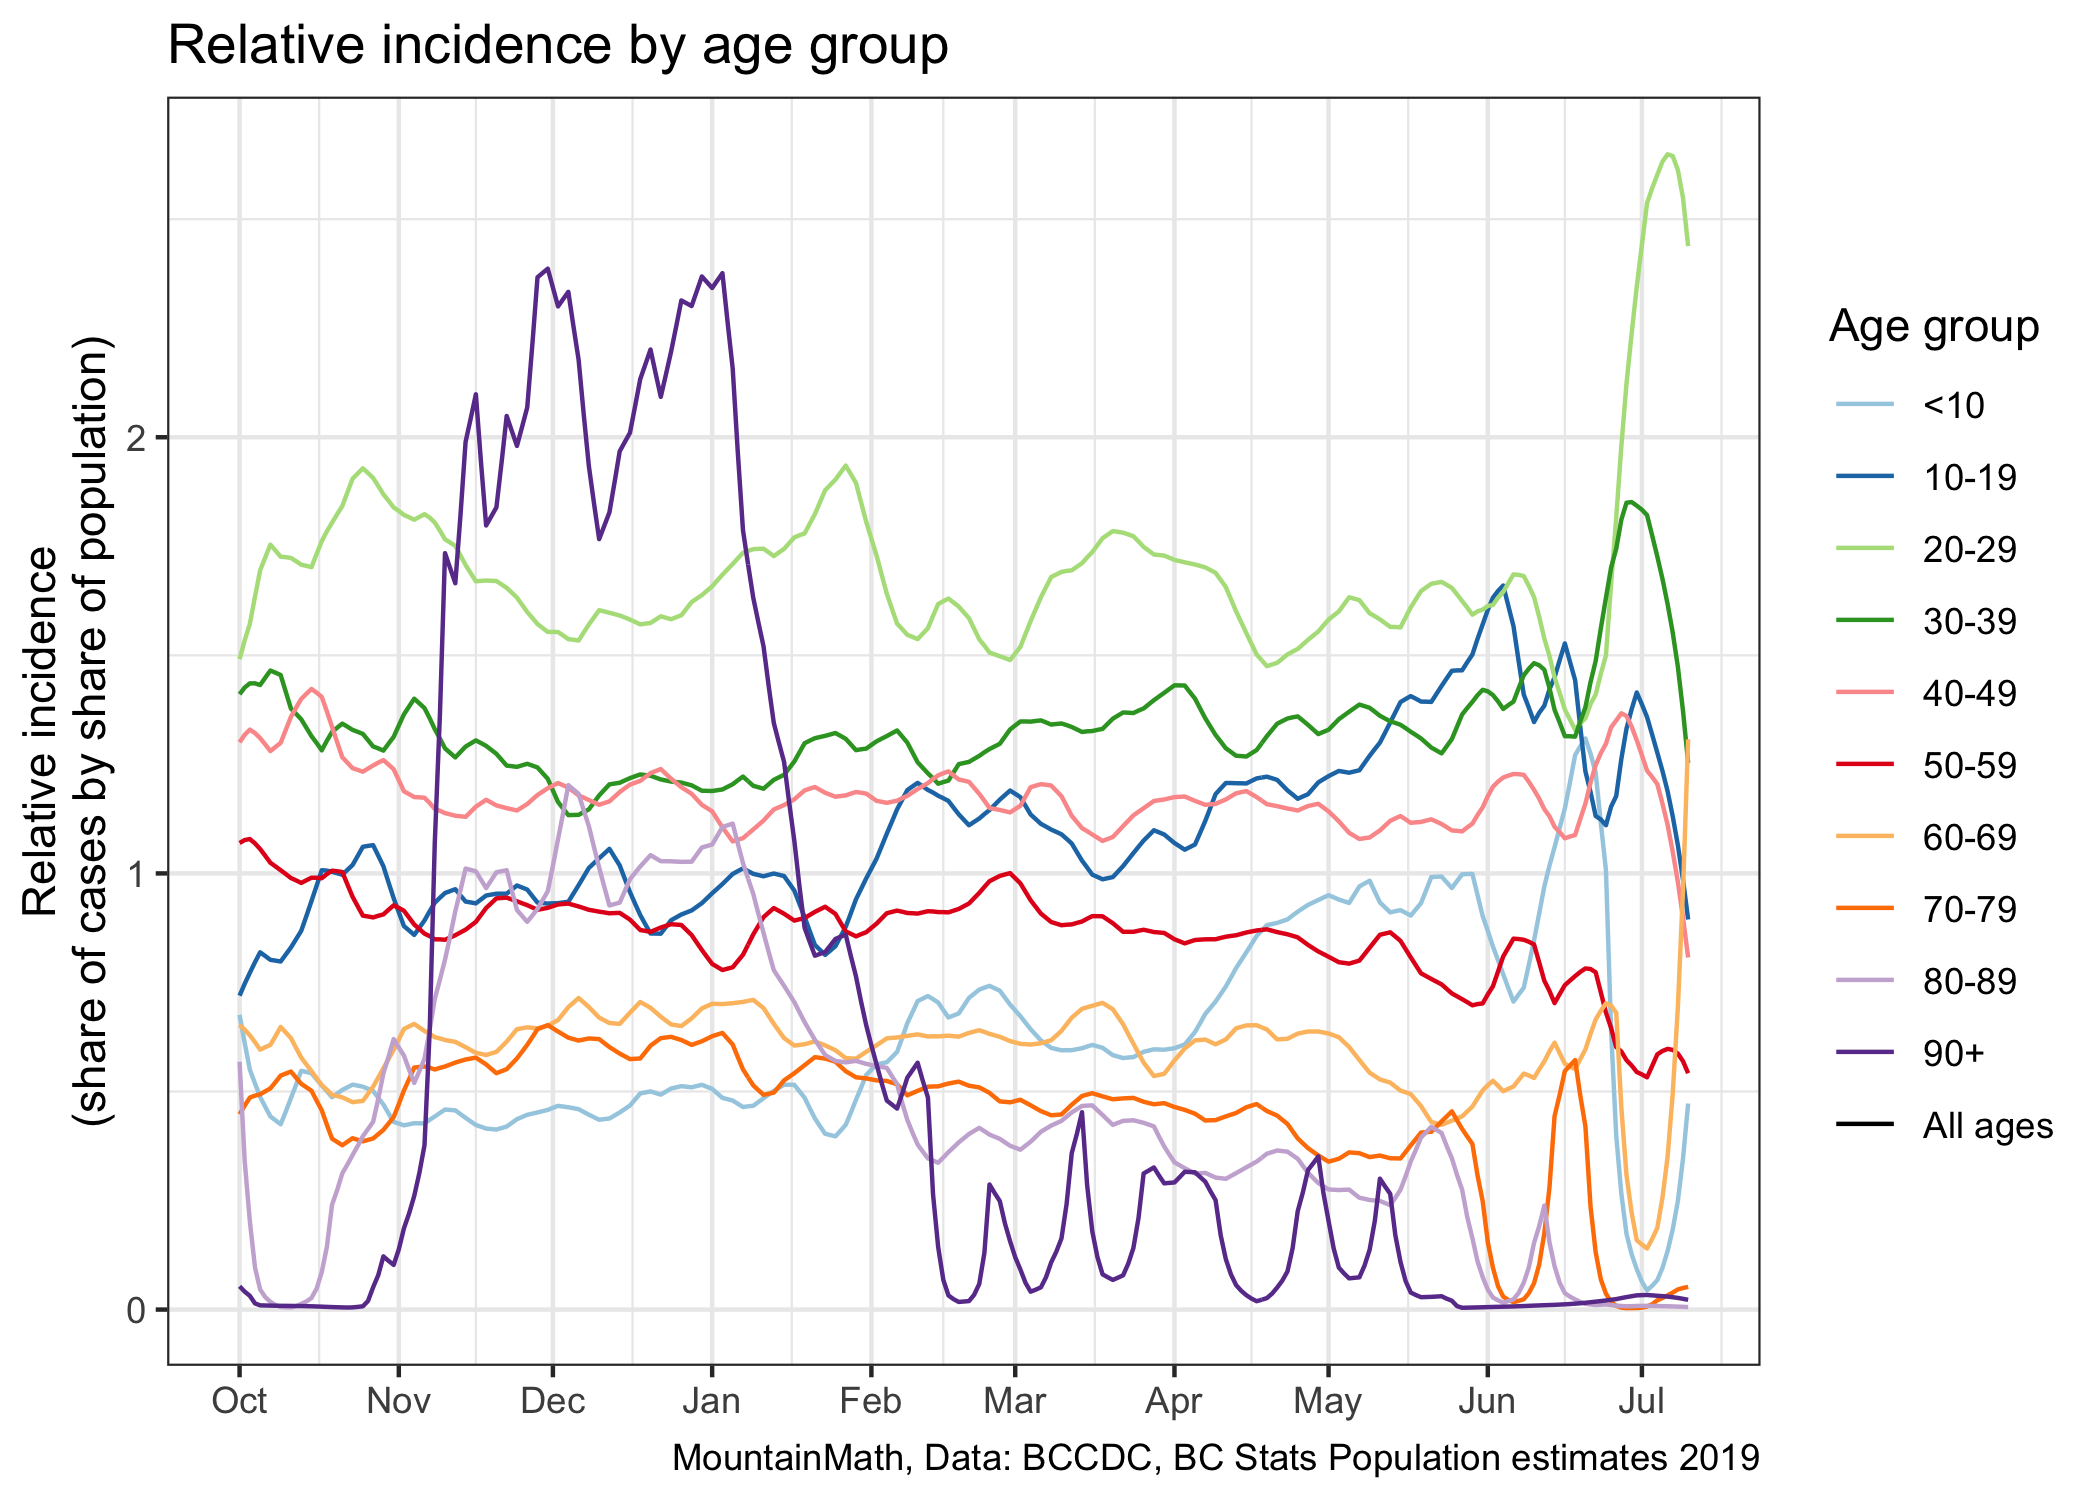 Relative incidence by age group
Relative incidence
(share of cases by share of population)
2
1
0
Oct
Nov
Dec
Jan
Feb
Mar
Apr
May
Jun
Jul
Age group
<10
10-19
20-29
30-39
40-49
50-59
60-69
70-79
80-89
90+
All ages
MountainMath, Data: BCCDC, BC Stats Population estimates 2019